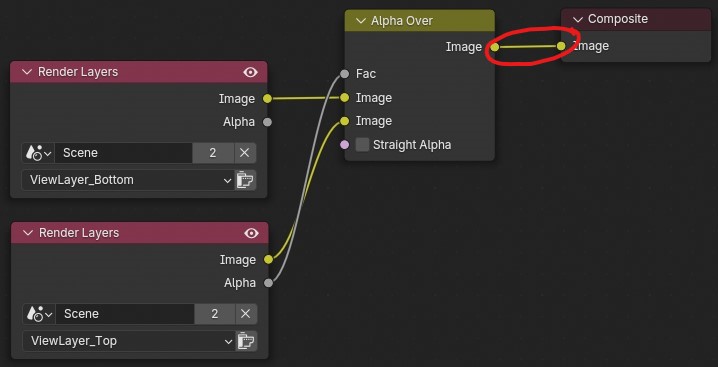 Render Layers
Image
Alpha
Scene 2
ViewLayer_Bottom
Render Layers
Image
Alpha
Scene 2
ViewLayer_Top
Alpha Over
Image
Fac
Image
Image
Straight Alpha
Composite
Image